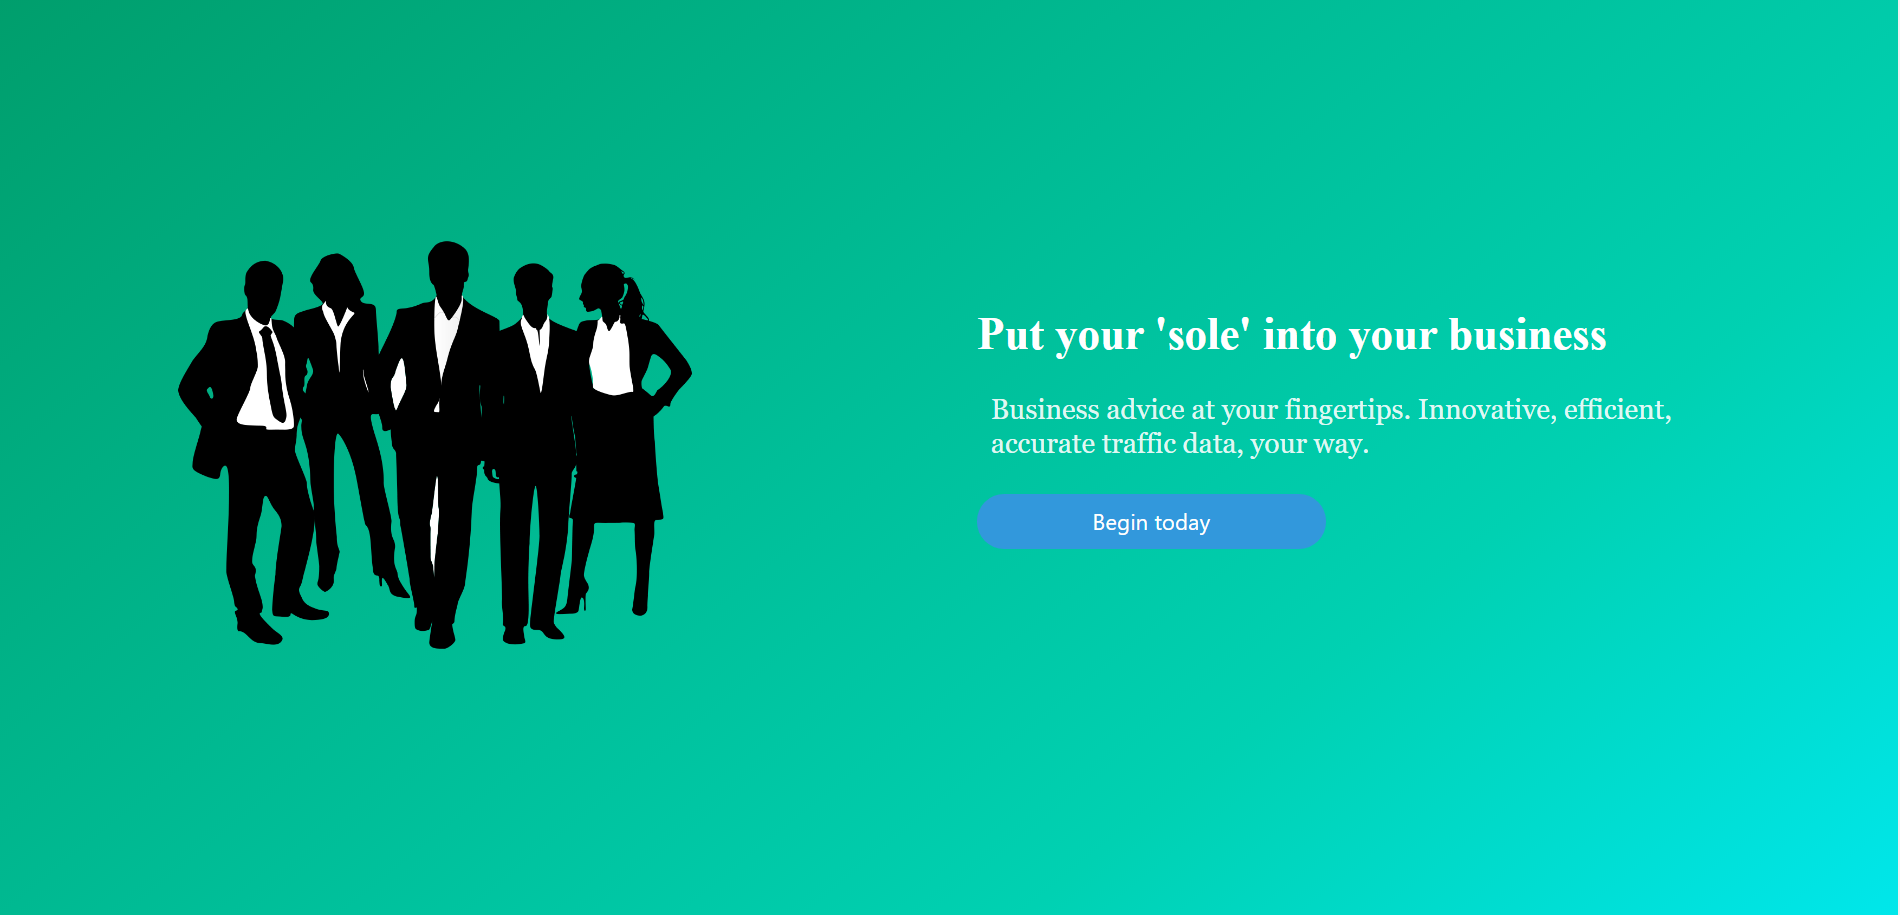 Put your 'sole' into your business
Business advice at your fingertips. Innovative, efficient,
accurate traffic data, your way.
Begin today